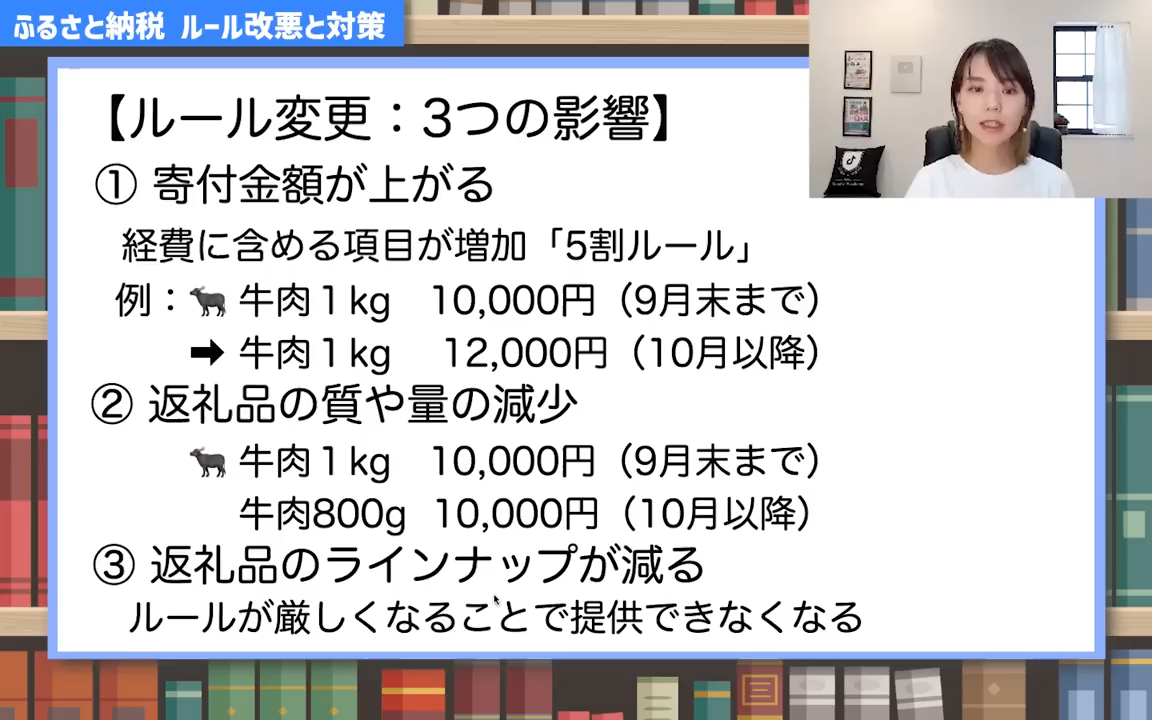 ふるさと納税 ルール改悪と対策
【ルール変更：3つの影響】
① 寄付金額が上がる
経費に含める項目が増加「5割ルール」
例：🐃 牛肉１kg 10,000円（9月末まで）
➡ 牛肉１kg 12,000円（10月以降）
② 返礼品の質や量の減少
🐃 牛肉１kg 10,000円（9月末まで）
牛肉800g 10,000円（10月以降）
③ 返礼品のラインナップが減る
ルールが厳しくなることで提供できなくなる